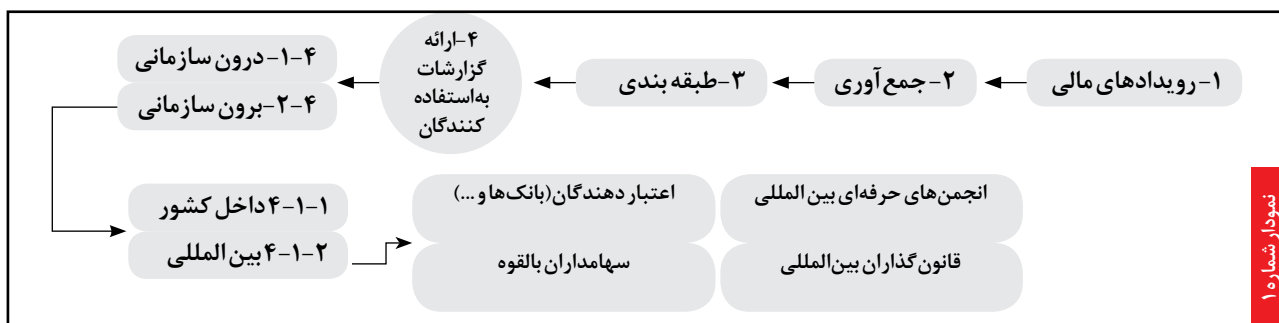 ۱- رویدادهای مالی
۲- جمع آوری
۳- طبقه بندی
۴-ارائه
گزارشات
به‌استفاده
کنندگان
۴-۱- درون سازمانی
۴-۲- برون سازمانی
۴-۱-۱ داخل کشور
۴-۱-۲ بین المللی
انجمن‌های حرفه‌ای بین المللی
اعتبار دهندگان (بانک‌ها و ...)
قانون گذاران بین‌المللی
سهامداران بالقوه
نمودار شماره ۱